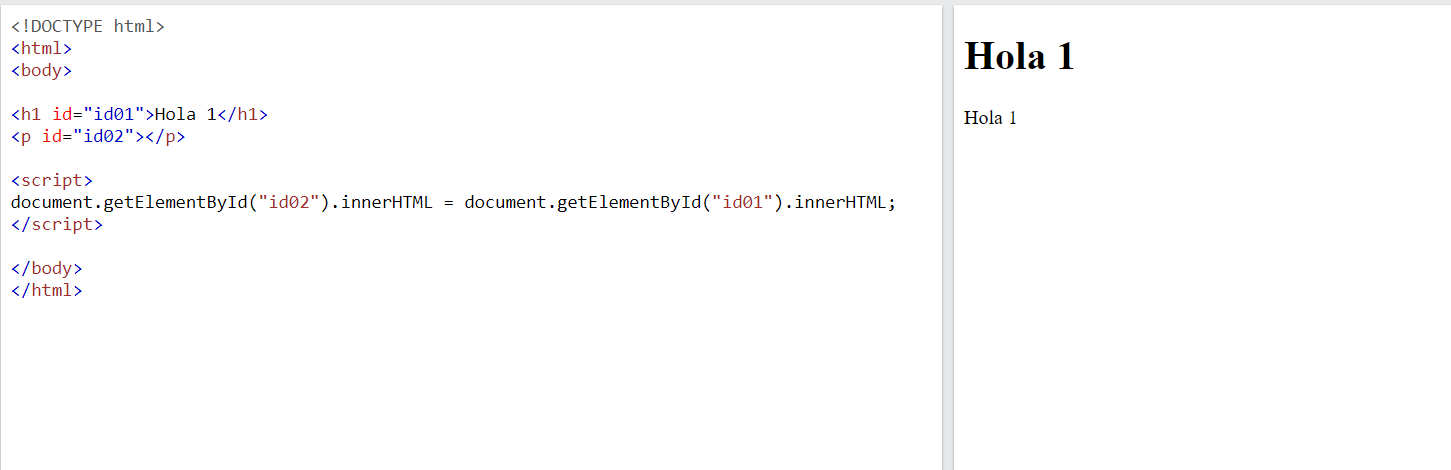 <!DOCTYPE html>
<html>
<body>
<h1 id="id01">Hola 1</h1>
<p id="id02"></p>
<script>
document.getElementById("id02").innerHTML = document.getElementById("id01").innerHTML;
</script>
</body>
</html>
Hola 1
Hola 1